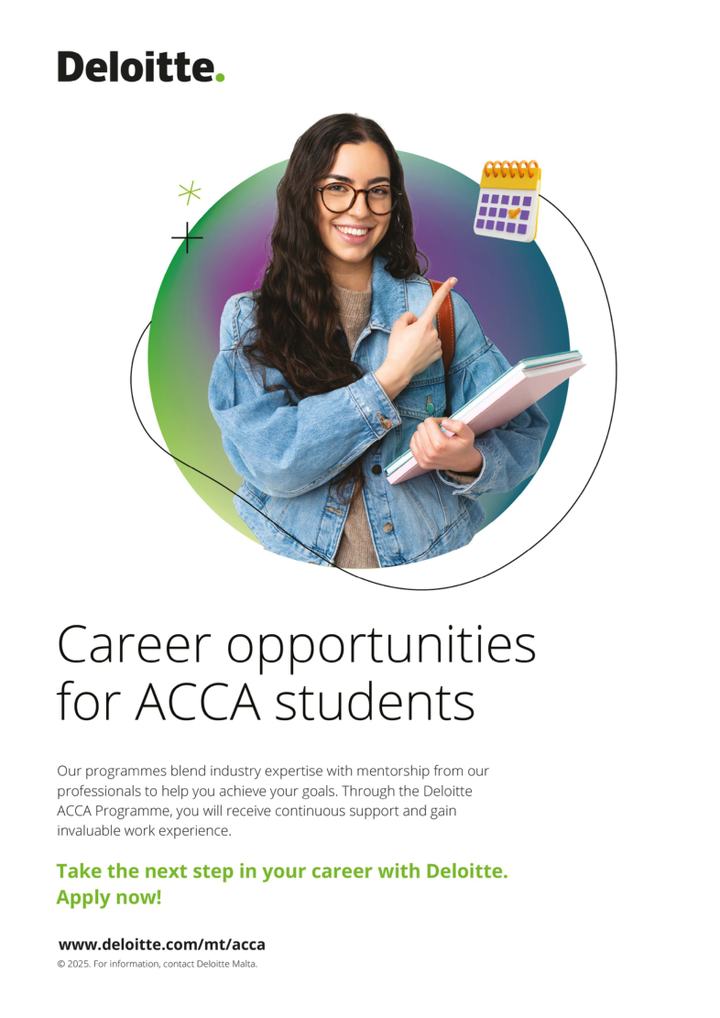 Deloitte.
Career opportunities
for ACCA students
Our programmes blend industry expertise with mentorship from our
professionals to help you achieve your goals. Through the Deloitte
ACCA Programme, you will receive continuous support and gain
invaluable work experience.
Take the next step in your career with Deloitte.
Apply now!
www.deloitte.com/mt/acca
© 2025. For information, contact Deloitte Malta.